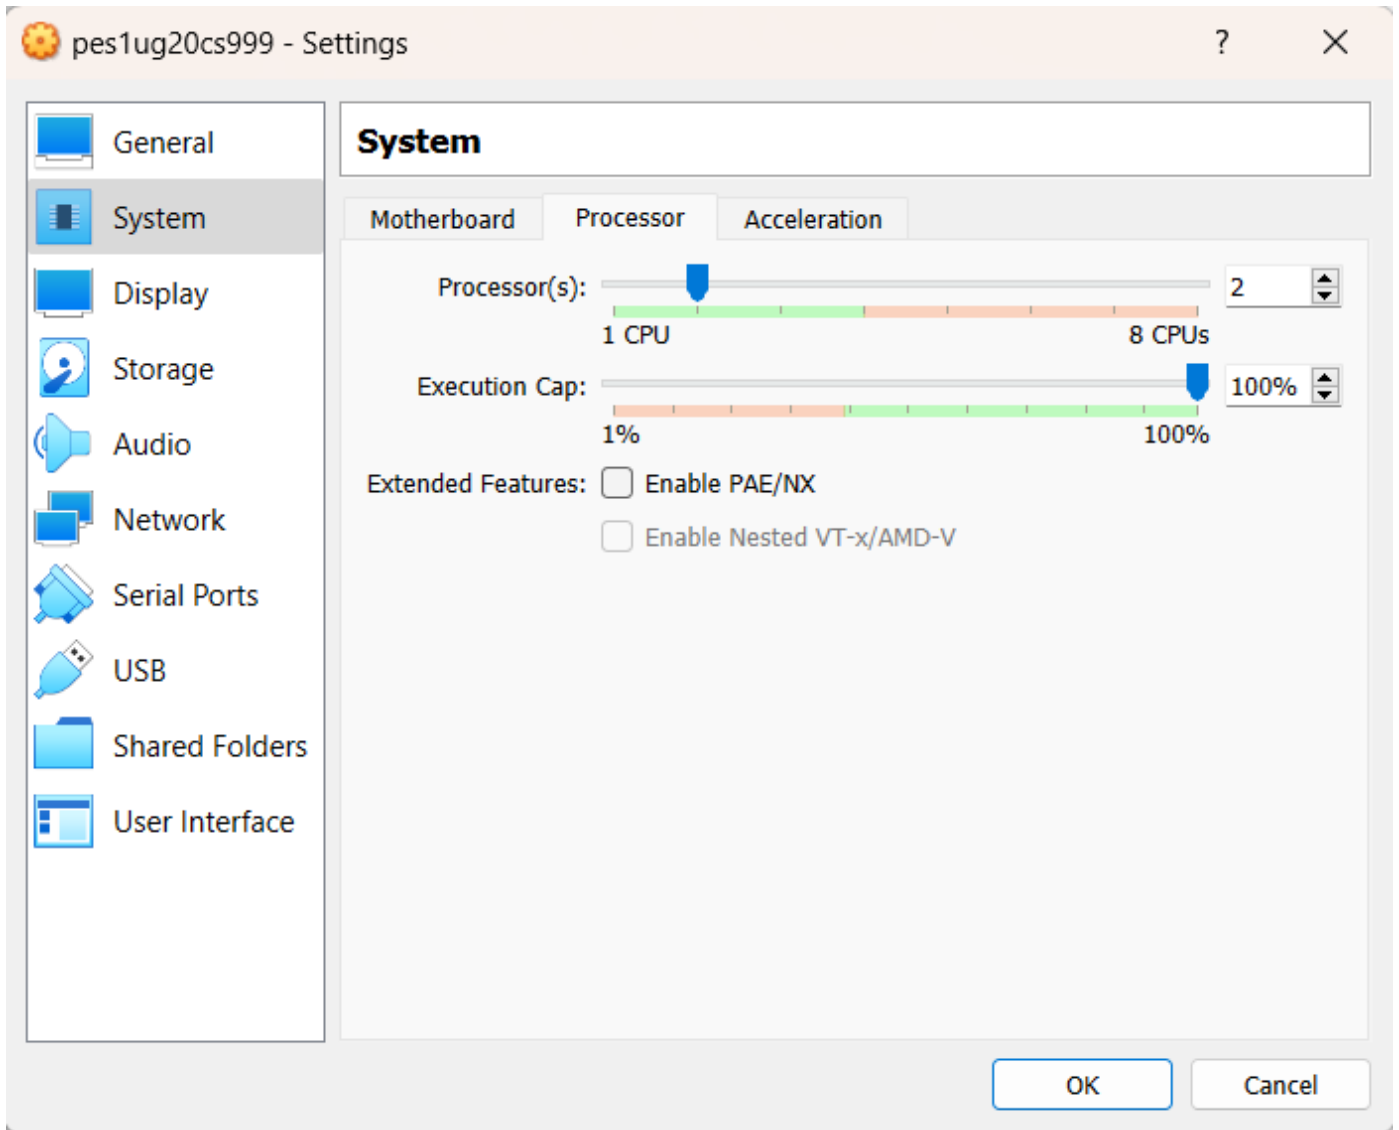 pes1ug20cs999 - Settings
?
General
System
Display
Storage
Audio
Network
Serial Ports
USB
Shared Folders
User Interface
System
Motherboard Processor Acceleration
Processor(s): 2
1 CPU 8 CPUs
Execution Cap: 100%
1% 100%
Extended Features: Enable PAE/NX
Enable Nested VT-x/AMD-V
OK Cancel